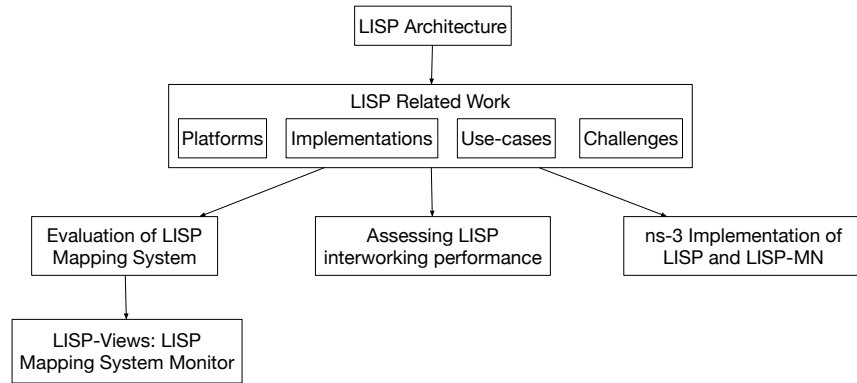 LISP Architecture
LISP Related Work
Platforms
Implementations
Use-cases
Challenges
Evaluation of LISP
Mapping System
Assessing LISP
interworking performance
ns-3 Implementation of
LISP and LISP-MN
LISP-Views: LISP
Mapping System Monitor